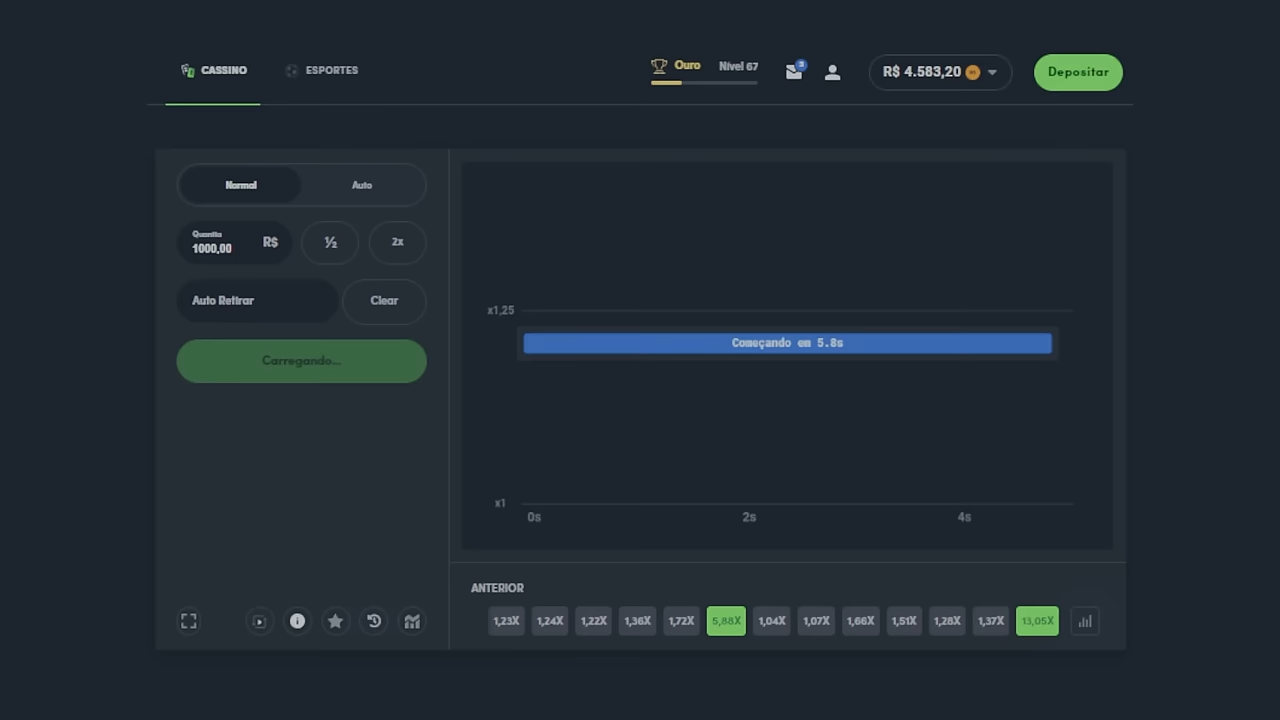 CASSINO
ESPORTES
Ouro
Nível 67
3
R$ 4.583,20
Depositar
Normal
Auto
Quantia
1000,00
R$
½
2x
Auto Retirar
Clear
Carregando...
x1,25
Começando em 5.8s
x1
0s
2s
4s
ANTERIOR
1,23X
1,24X
1,22X
1,36X
1,72X
5,88X
1,04X
1,07X
1,66X
1,51X
1,28X
1,37X
13,05X